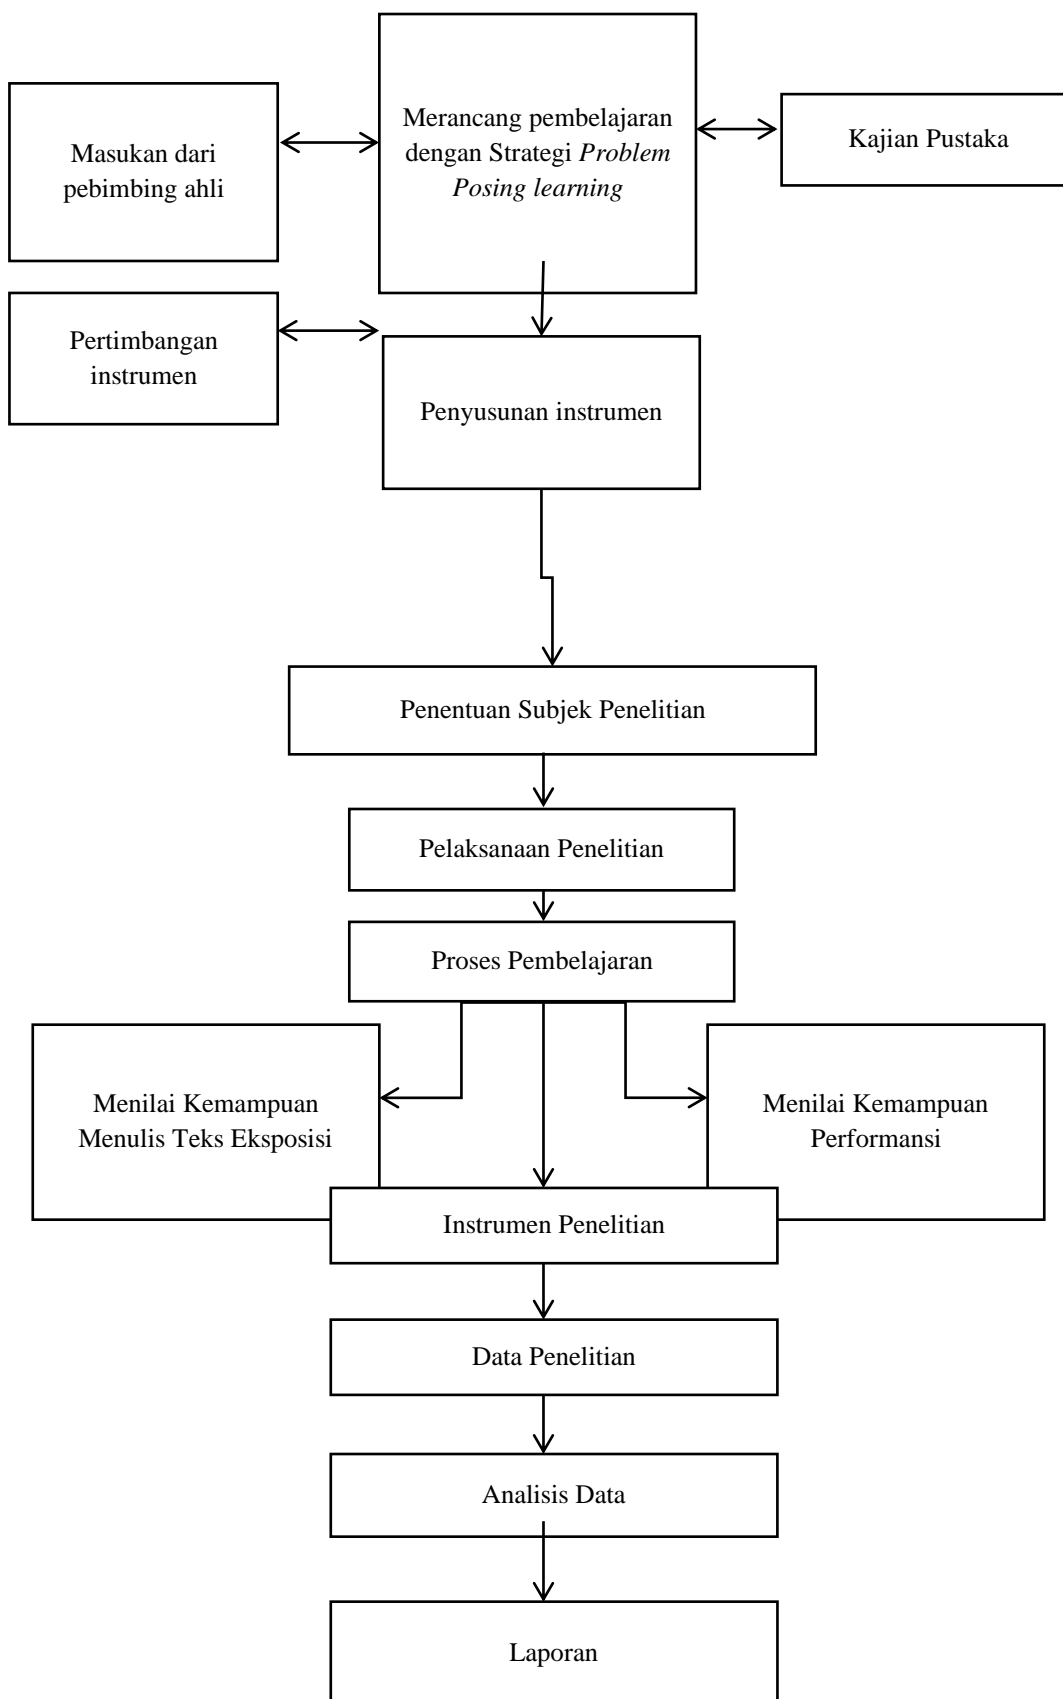 Masukan dari
pebimbing ahli
Merancang pembelajaran
dengan Strategi Problem
Posing learning
Kajian Pustaka
Pertimbangan
instrumen
Penyusunan instrumen
Penentuan Subjek Penelitian
Pelaksanaan Penelitian
Proses Pembelajaran
Menilai Kemampuan
Menulis Teks Eksposisi
Menilai Kemampuan
Performansi
Instrumen Penelitian
Data Penelitian
Analisis Data
Laporan